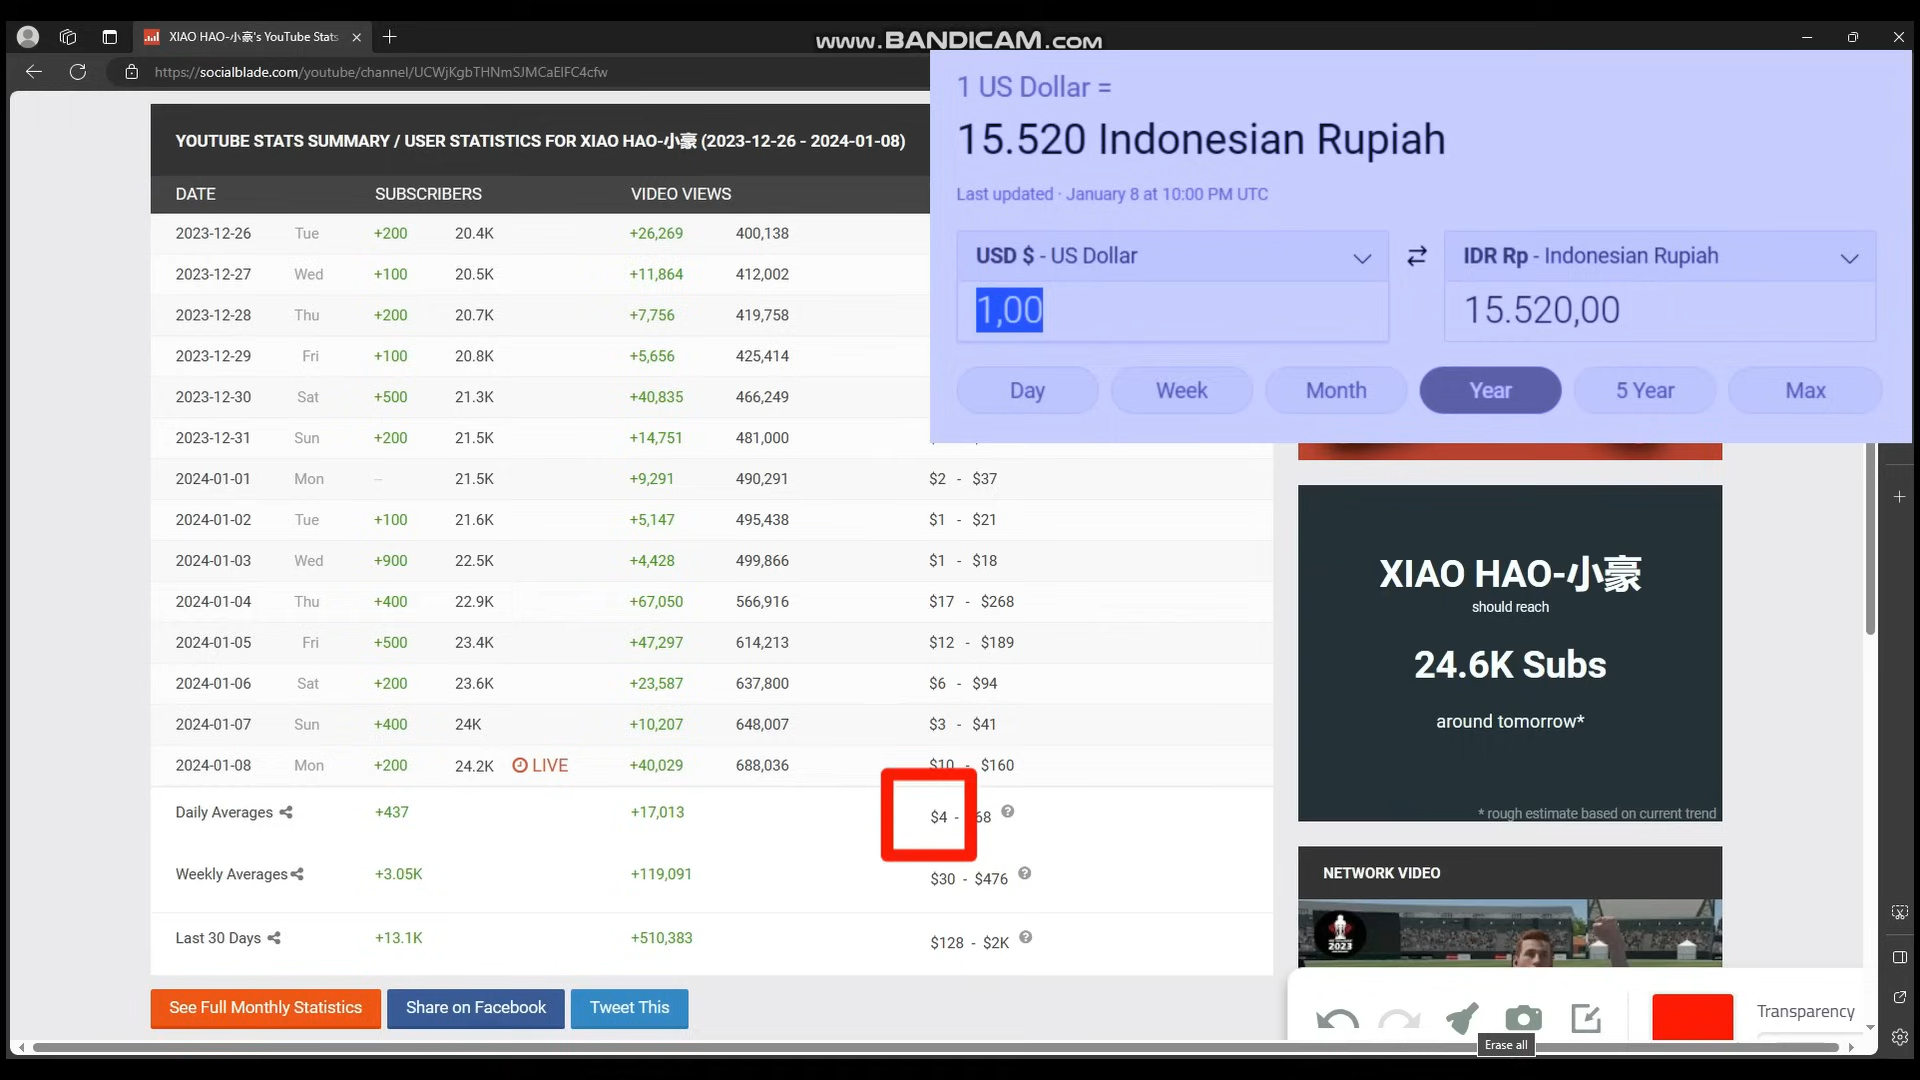 www.BANDICAM.com
XIAO HAO-小豪's YouTube Stats
https://socialblade.com/youtube/channel/UCWjKgbTHNmSJMCaElFC4cfw
YOUTUBE STATS SUMMARY / USER STATISTICS FOR XIAO HAO-小豪 (2023-12-26 - 2024-01-08)
DATE SUBSCRIBERS VIDEO VIEWS
2023-12-26 Tue +200 20.4K +26,269 400,138
2023-12-27 Wed +100 20.5K +11,864 412,002
2023-12-28 Thu +200 20.7K +7,756 419,758
2023-12-29 Fri +100 20.8K +5,656 425,414
2023-12-30 Sat +500 21.3K +40,835 466,249
2023-12-31 Sun +200 21.5K +14,751 481,000
2024-01-01 Mon -- 21.5K +9,291 490,291 $2 - $37
2024-01-02 Tue +100 21.6K +5,147 495,438 $1 - $21
2024-01-03 Wed +900 22.5K +4,428 499,866 $1 - $18
2024-01-04 Thu +400 22.9K +67,050 566,916 $17 - $268
2024-01-05 Fri +500 23.4K +47,297 614,213 $12 - $189
2024-01-06 Sat +200 23.6K +23,587 637,800 $6 - $94
2024-01-07 Sun +400 24K +10,207 648,007 $3 - $41
2024-01-08 Mon +200 24.2K LIVE +40,029 688,036 $10 - $160
Daily Averages +437 +17,013 $4 - 68
Weekly Averages +3.05K +119,091 $30 - $476
Last 30 Days +13.1K +510,383 $128 - $2K
See Full Monthly Statistics
Share on Facebook
Tweet This
1 US Dollar =
15.520 Indonesian Rupiah
Last updated · January 8 at 10:00 PM UTC
USD $ - US Dollar
1,00
IDR Rp - Indonesian Rupiah
15.520,00
Day Week Month Year 5 Year Max
XIAO HAO-小豪
should reach
24.6K Subs
around tomorrow*
* rough estimate based on current trend
NETWORK VIDEO
2023
Transparency
Erase all